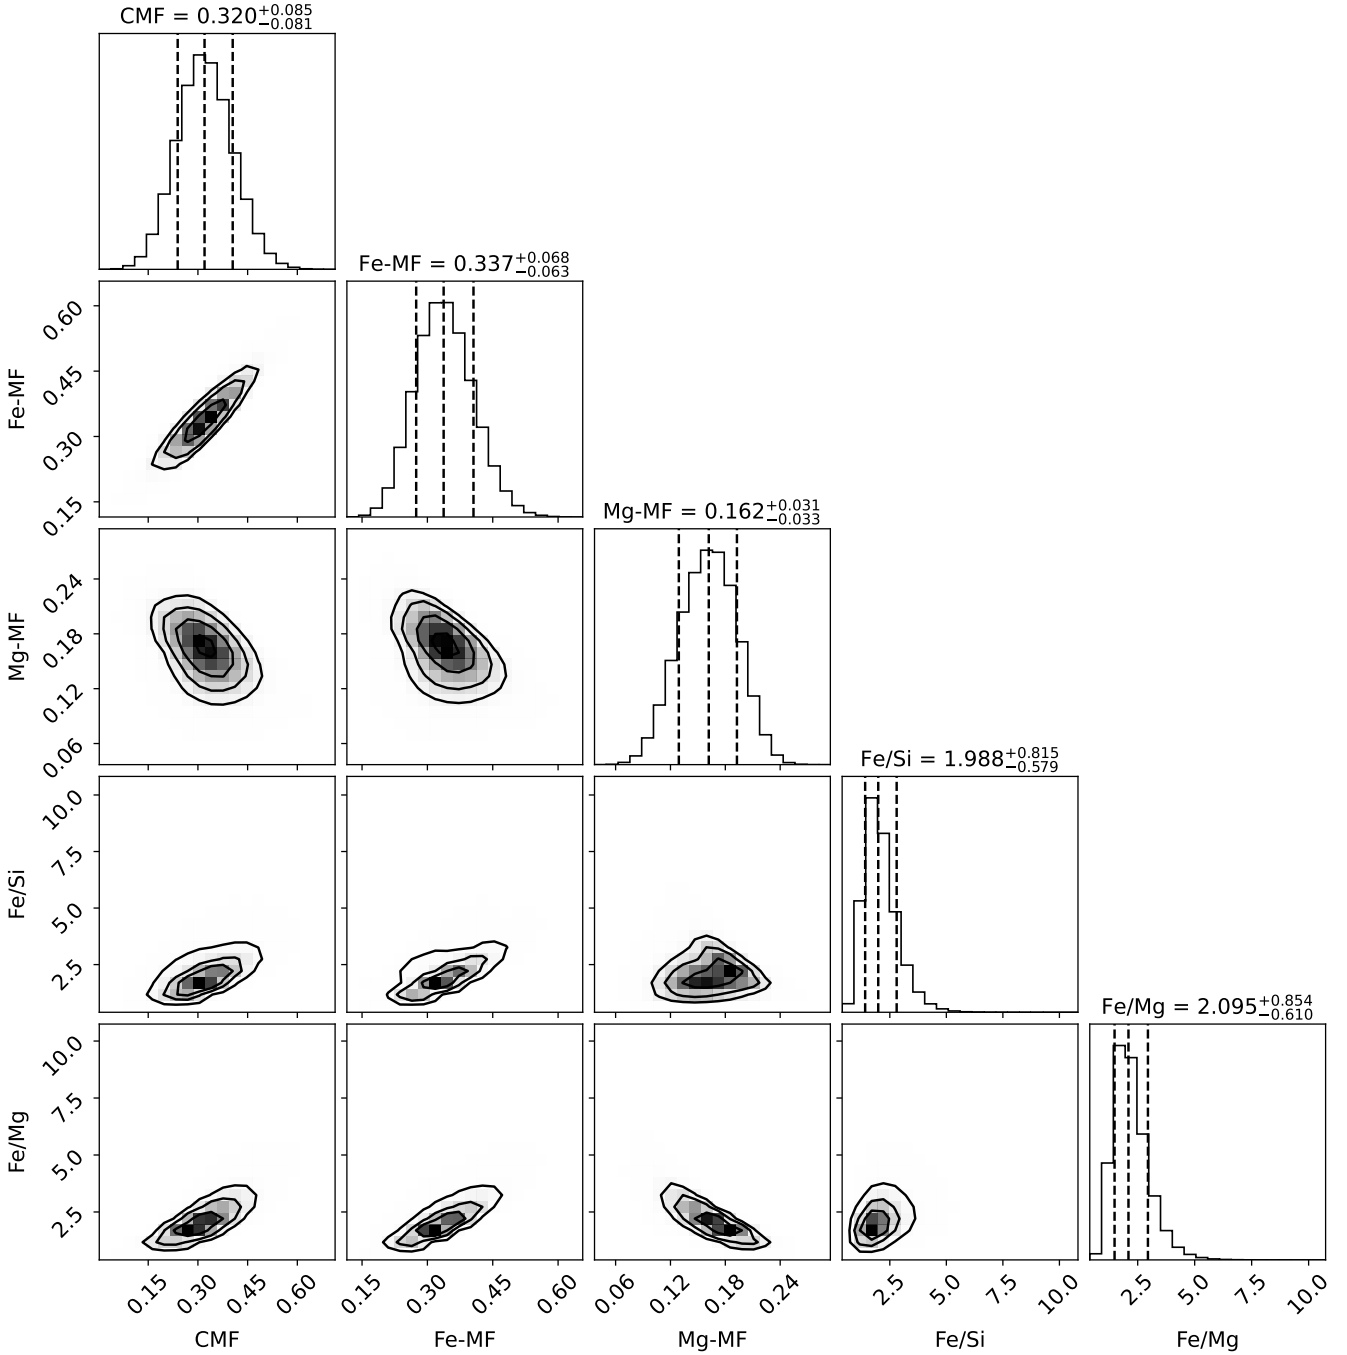 CMF = 0.320+0.085−0.081
Fe-MF = 0.337+0.068−0.063
0.60
0.45
0.30
0.15
Fe-MF
Mg-MF = 0.162+0.031−0.033
0.24
0.18
0.12
0.06
Mg-MF
Fe/Si = 1.988+0.815−0.579
10.0
7.5
5.0
2.5
Fe/Si
Fe/Mg = 2.095+0.854−0.610
10.0
7.5
5.0
2.5
Fe/Mg
0.15 0.30 0.45 0.60 0.15 0.30 0.45 0.60 0.06 0.12 0.18 0.24 2.5 5.0 7.5 10.0 2.5 5.0 7.5 10.0
CMF Fe-MF Mg-MF Fe/Si Fe/Mg